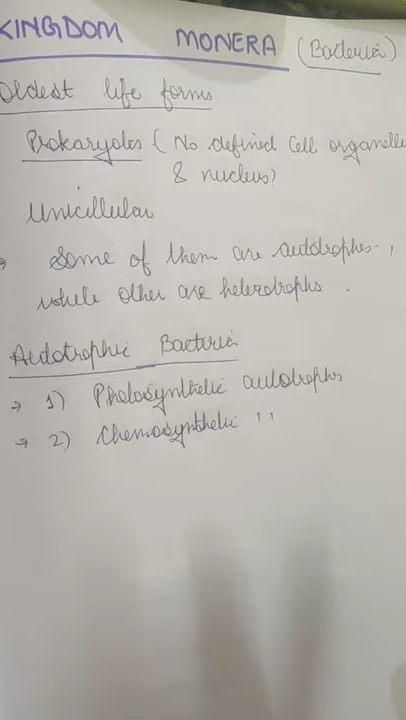 KINGDOM MONERA (Bacteria)
Oldest life forms
Prokaryotes (No defined Cell organelle
& nucleus)
Unicellular
→ Some of them are autotrophs,
while other are heterotrophs.
Autotrophic Bacteria
→ 1) Photosynthetic autotrophs
→ 2) Chemosynthetic ''